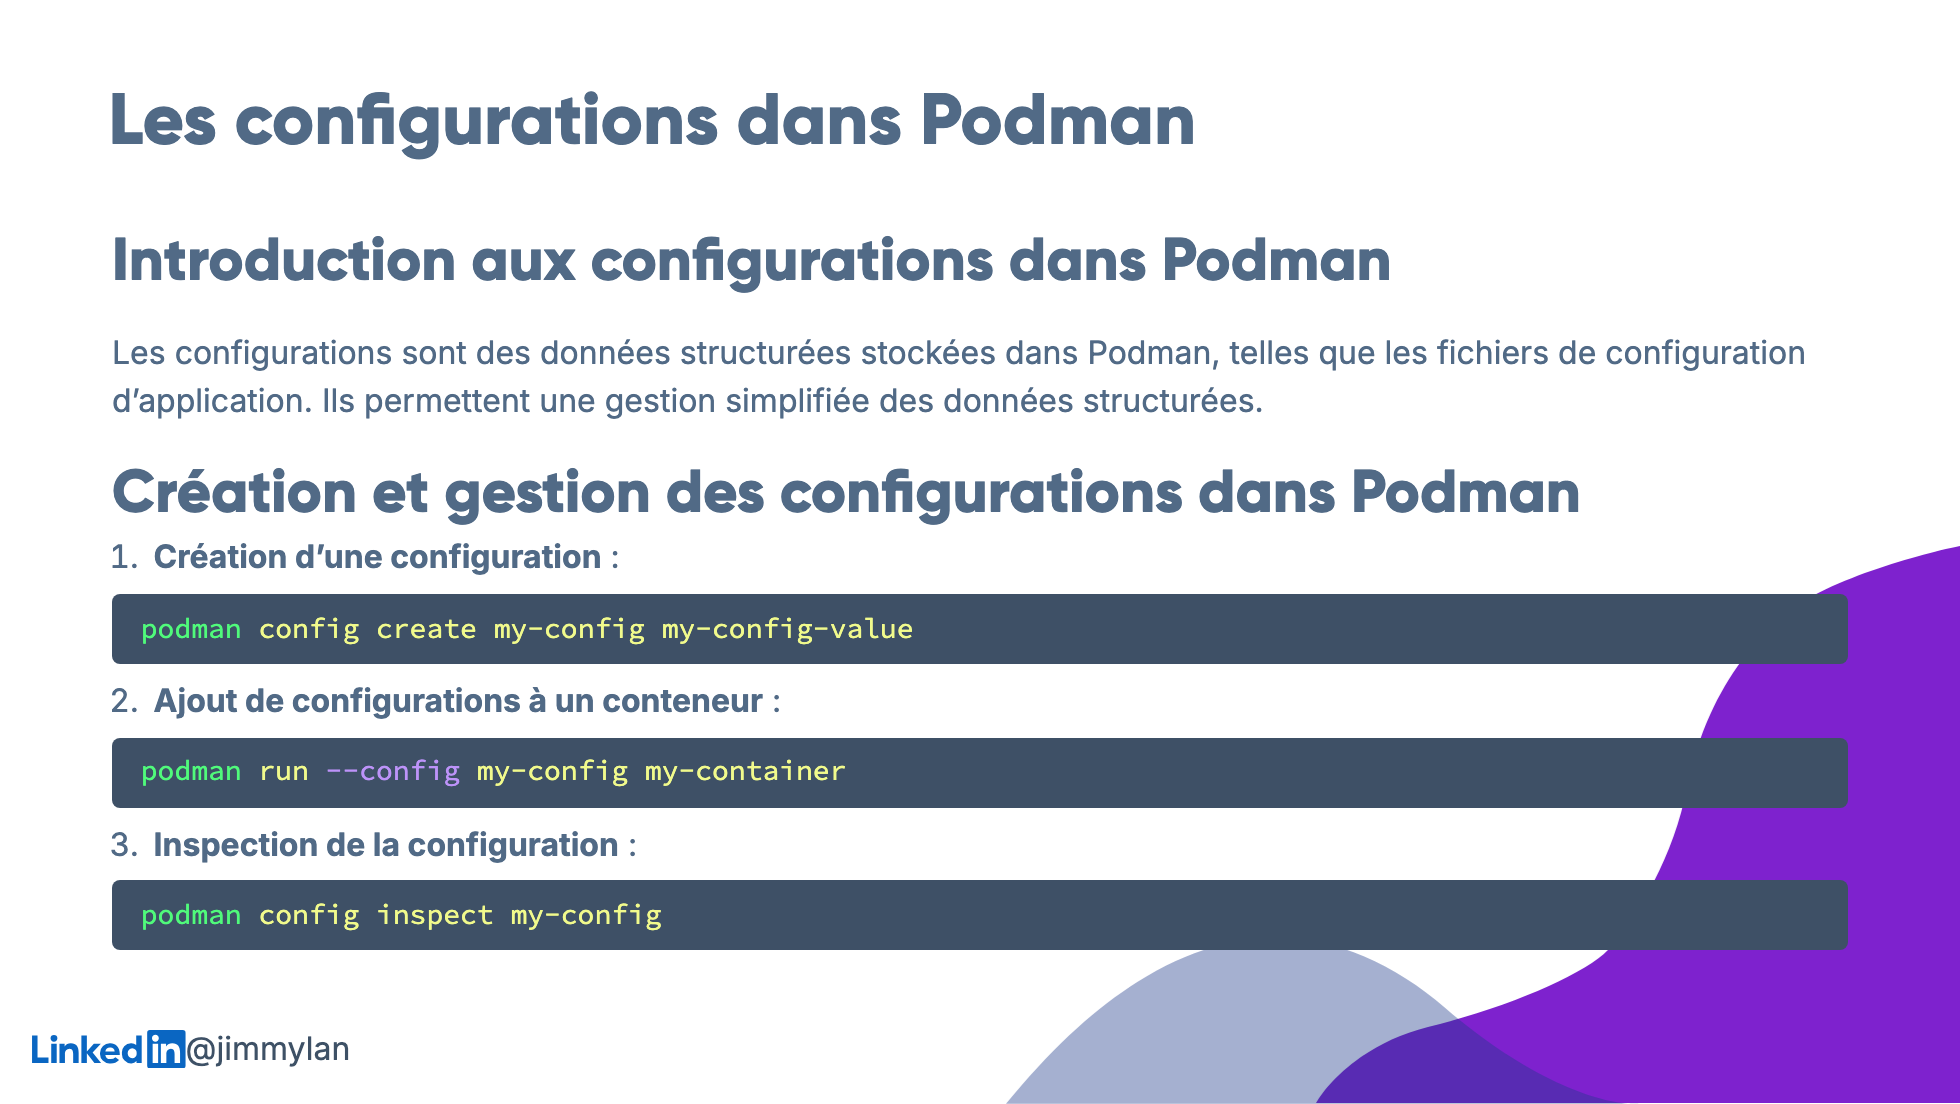 Les configurations dans Podman
Introduction aux configurations dans Podman
Les configurations sont des données structurées stockées dans Podman, telles que les fichiers de configuration
d’application. Ils permettent une gestion simplifiée des données structurées.
Création et gestion des configurations dans Podman
1. Création d’une configuration :
podman config create my-config my-config-value
2. Ajout de configurations à un conteneur :
podman run --config my-config my-container
3. Inspection de la configuration :
podman config inspect my-config
Linkedin@jimmylan